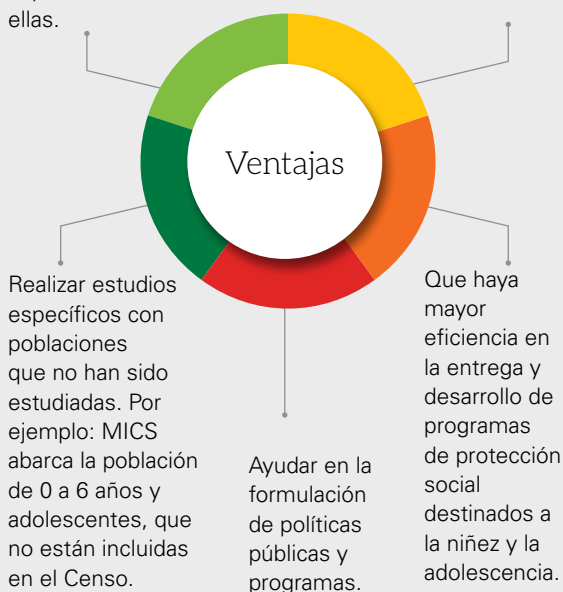 ellas.
Ventajas
Realizar estudios
específicos con
poblaciones
que no han sido
estudiadas. Por
ejemplo: MICS
abarca la población
de 0 a 6 años y
adolescentes, que
no están incluidas
en el Censo.
Ayudar en la
formulación
de políticas
públicas y
programas.
Que haya
mayor
eficiencia en
la entrega y
desarrollo de
programas
de protección
social
destinados a
la niñez y la
adolescencia.